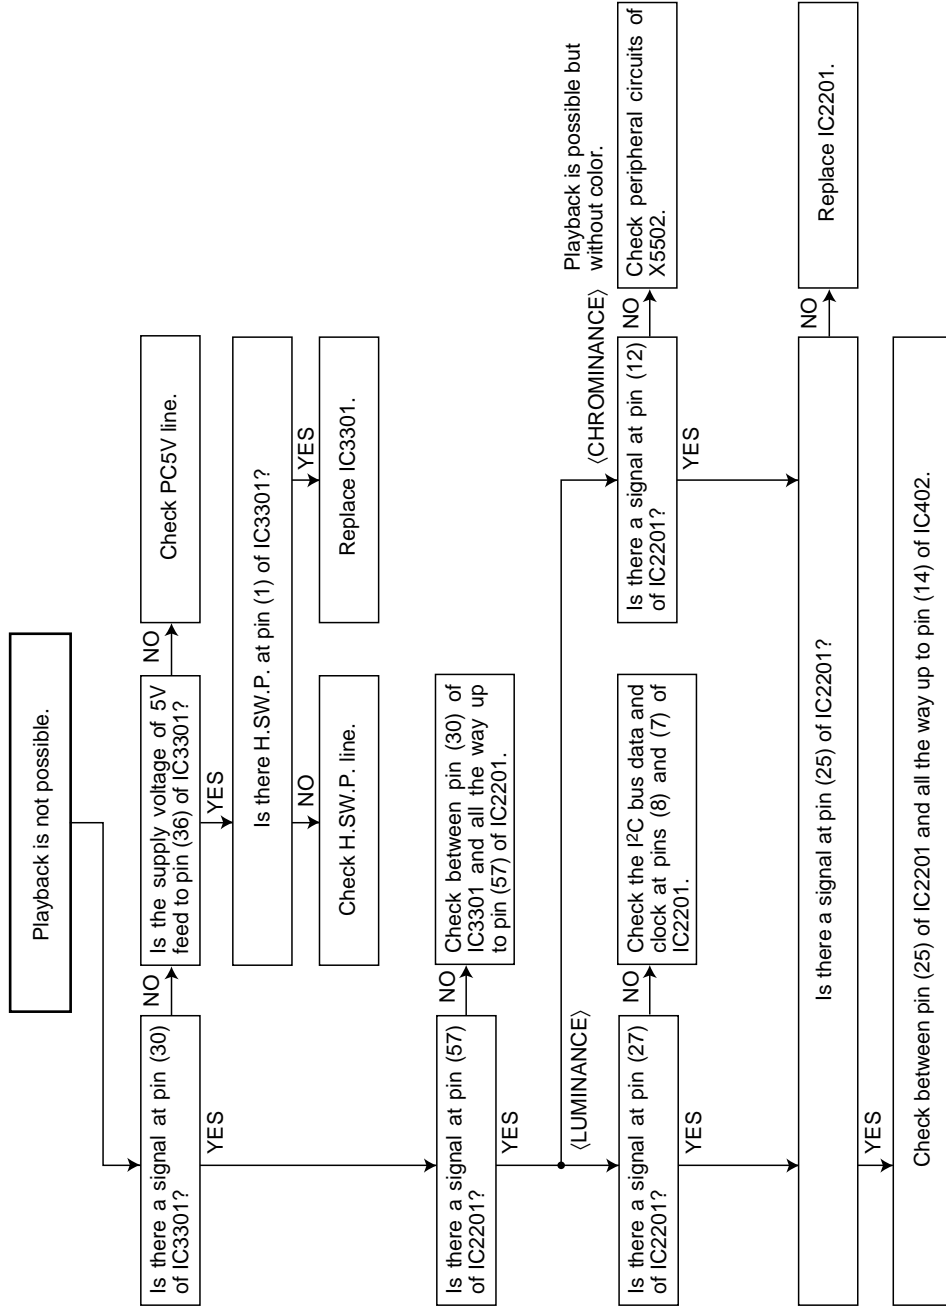 Playback is not possible.
Is there a signal at pin (30)
of IC3301?
NO
Is the supply voltage of 5V
feed to pin (36) of IC3301?
NO
Check PC5V line.
YES
YES
Is there H.SW.P. at pin (1) of IC3301?
NO
YES
Check H.SW.P. line.
Replace IC3301.
Is there a signal at pin (57)
of IC2201?
NO
Check between pin (30) of
IC3301 and all the way up
to pin (57) of IC2201.
YES
〈LUMINANCE〉
〈CHROMINANCE〉
Playback is possible but
without color.
Is there a signal at pin (27)
of IC2201?
NO
Check the I²C bus data and
clock at pins (8) and (7) of
IC2201.
Is there a signal at pin (12)
of IC2201?
NO
Check peripheral circuits of
X5502.
YES
YES
Is there a signal at pin (25) of IC2201?
NO
Replace IC2201.
YES
Check between pin (25) of IC2201 and all the way up to pin (14) of IC402.